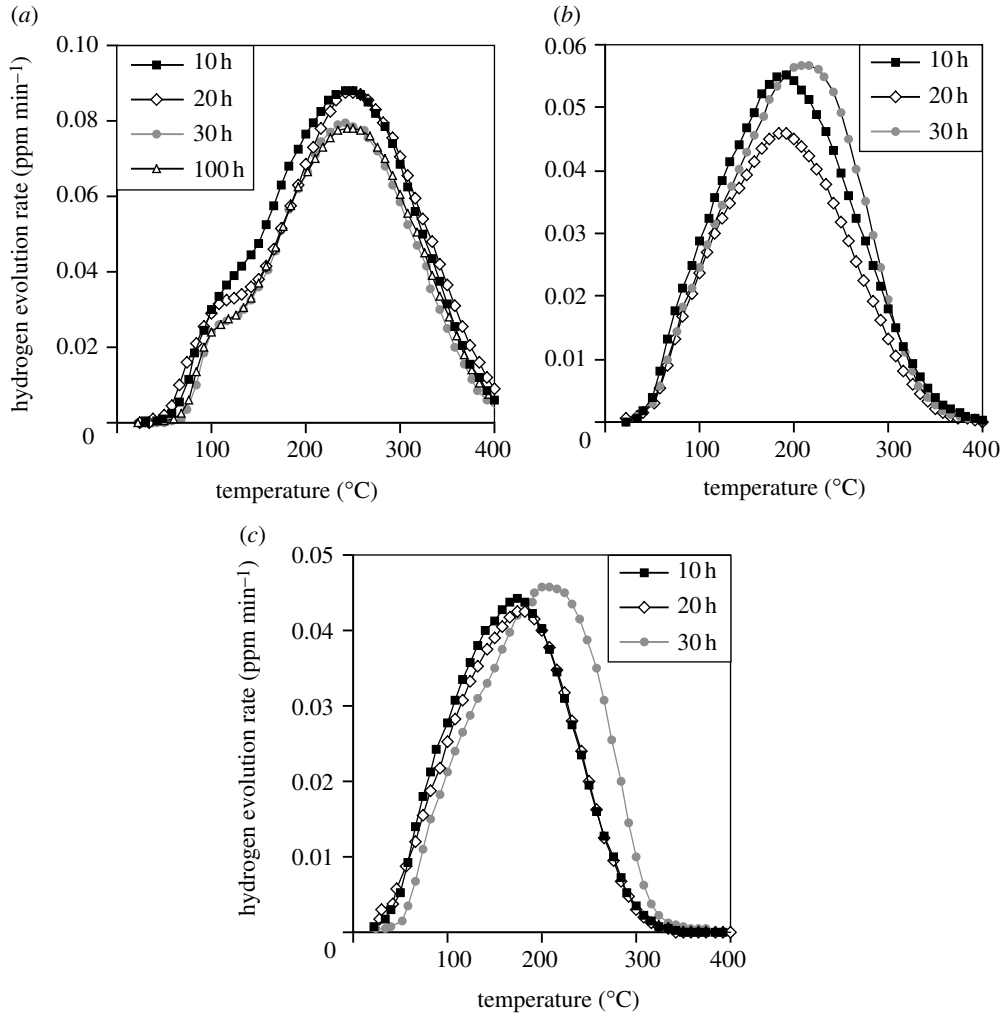 (a)
hydrogen evolution rate (ppm min−1)
0.10
0.08
0.06
0.04
0.02
0
10 h
20 h
30 h
100 h
100 200 300 400
temperature (°C)
(b)
0.06
0.05
0.04
0.03
0.02
0.01
0
10 h
20 h
30 h
100 200 300 400
temperature (°C)
(c)
hydrogen evolution rate (ppm min−1)
0.05
0.04
0.03
0.02
0.01
0
10 h
20 h
30 h
100 200 300 400
temperature (°C)